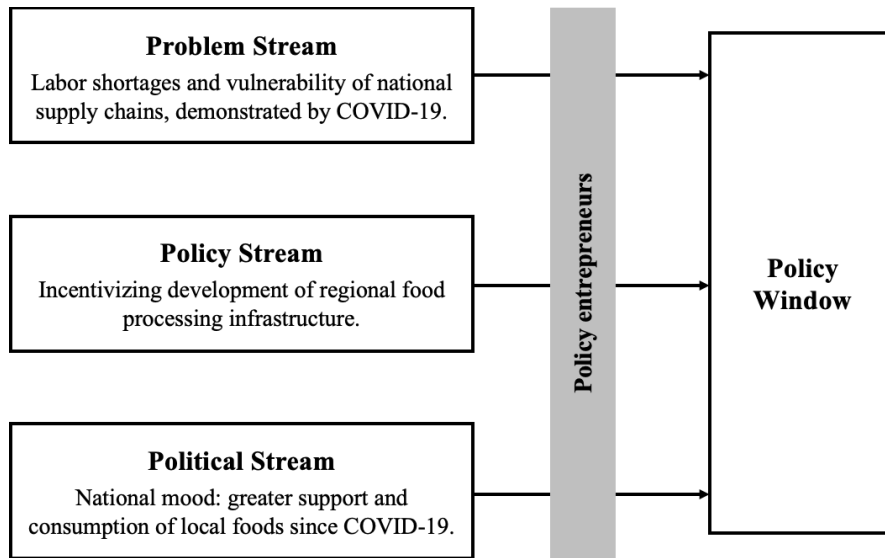 Problem Stream
Labor shortages and vulnerability of national
supply chains, demonstrated by COVID-19.
Policy Stream
Incentivizing development of regional food
processing infrastructure.
Political Stream
National mood: greater support and
consumption of local foods since COVID-19.
Policy entrepreneurs
Policy
Window